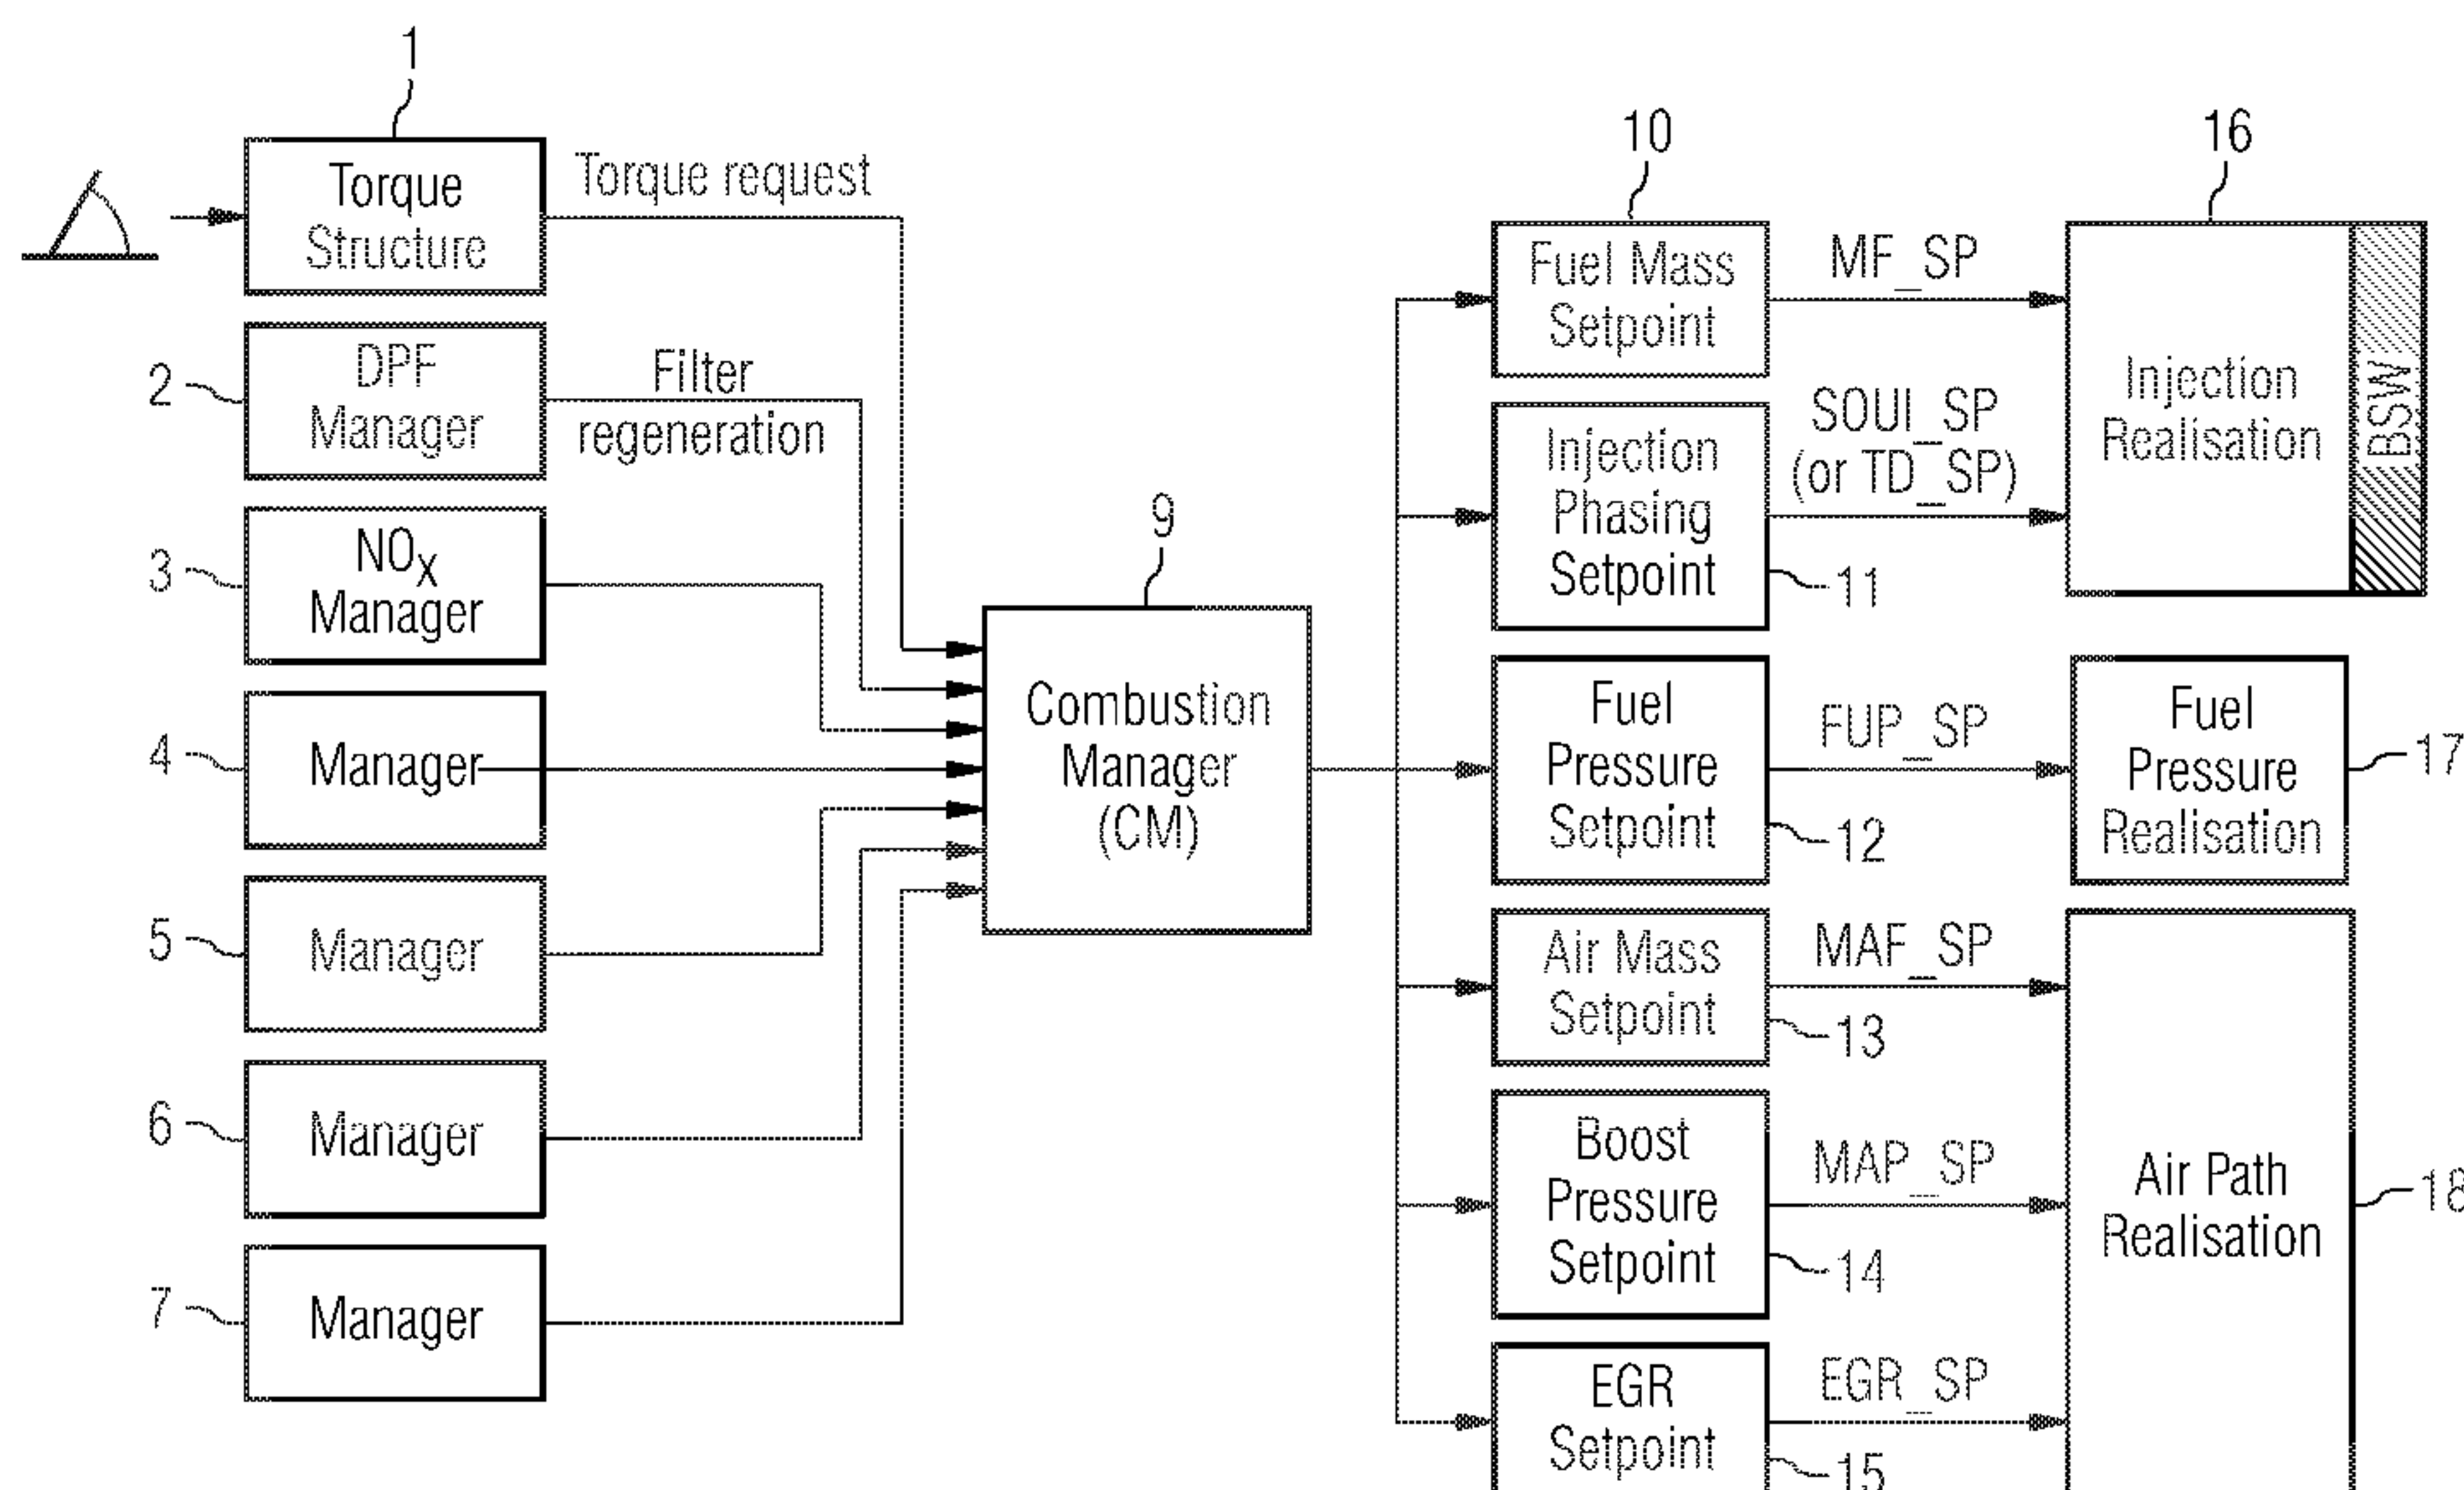 1
Torque
Structure
Torque request
2
DPF
Manager
Filter
regeneration
3
NOx
Manager
4
Manager
5
Manager
6
Manager
7
Manager
9
Combustion
Manager
(CM)
10
Fuel Mass
Setpoint
MF_SP
Injection
Phasing
Setpoint
11
SOUI_SP
(or TD_SP)
Fuel
Pressure
Setpoint
12
FUP_SP
Air Mass
Setpoint
13
MAF_SP
Boost
Pressure
Setpoint
14
MAP_SP
EGR
Setpoint
15
EGR_SP
16
Injection
Realisation
BSW
Fuel
Pressure
Realisation
17
Air Path
Realisation
18